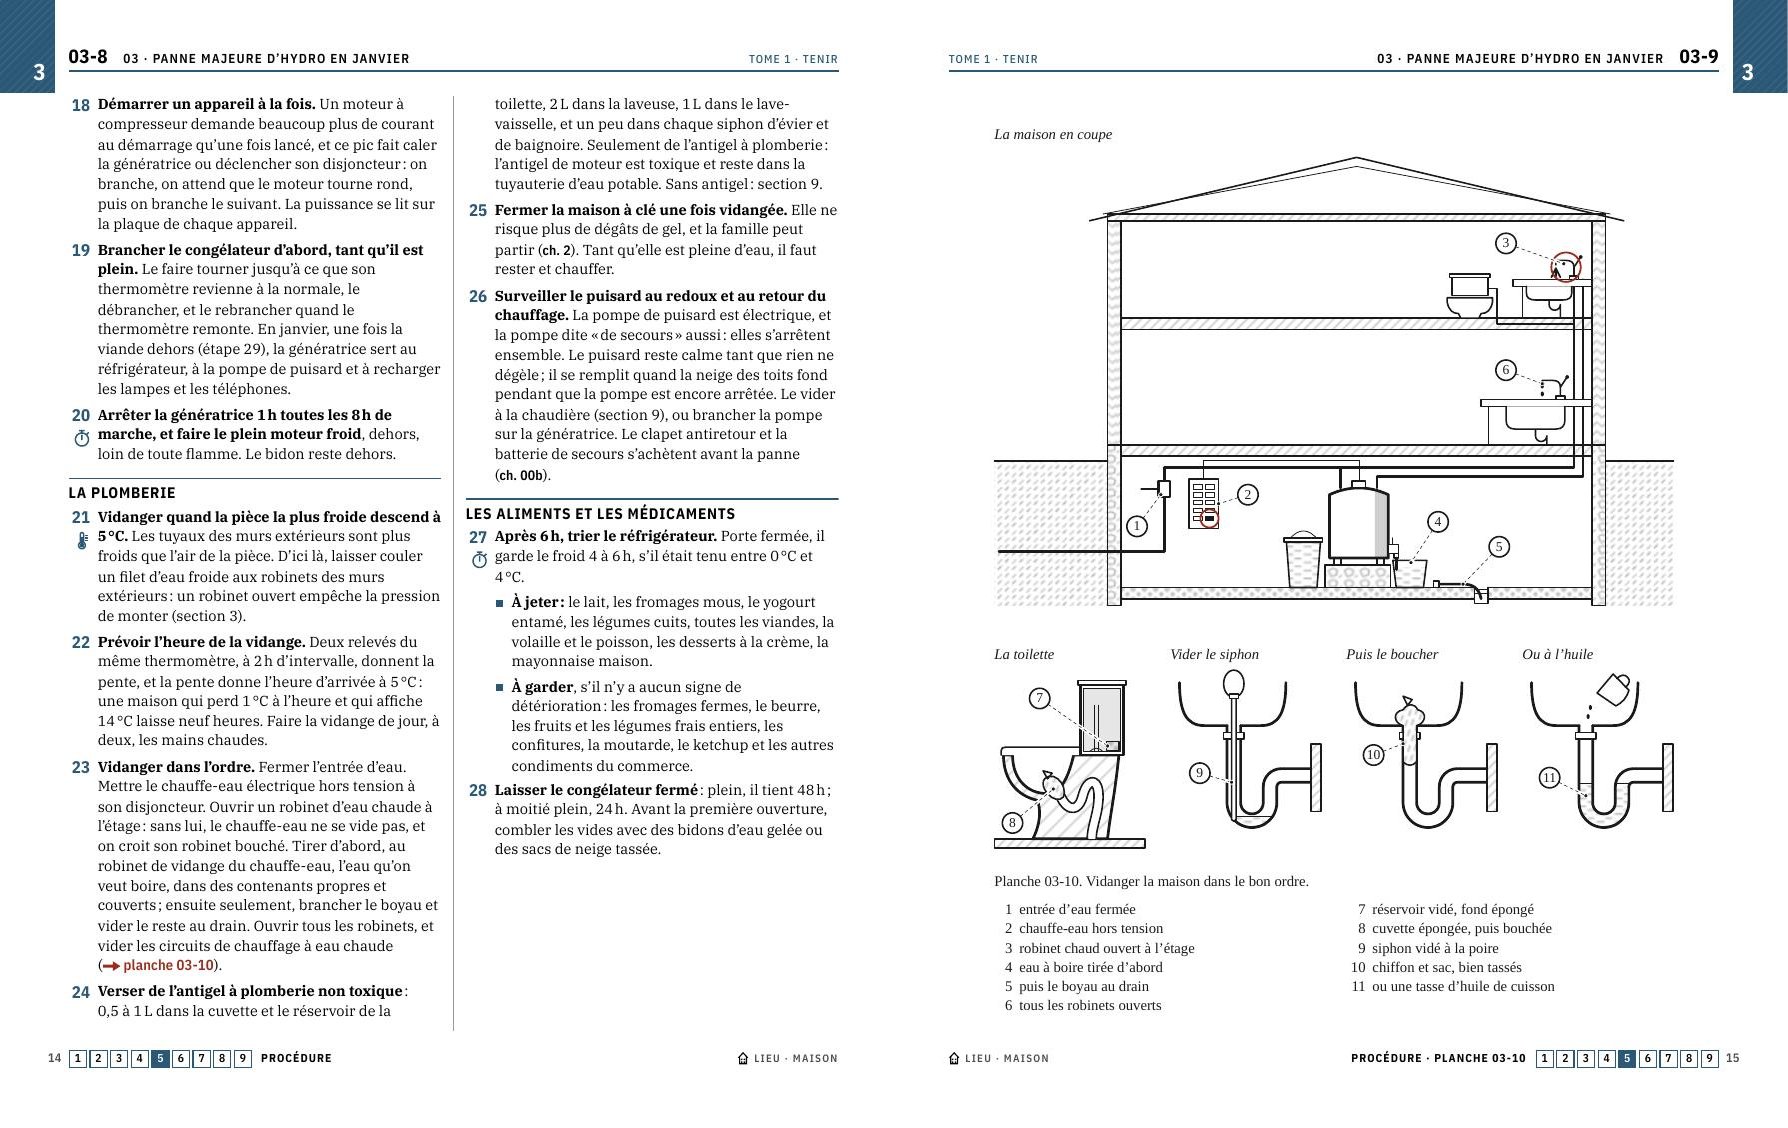 3
03-8 03 · PANNE MAJEURE D’HYDRO EN JANVIER
TOME 1 · TENIR
18 Démarrer un appareil à la fois. Un moteur à
compresseur demande beaucoup plus de courant
au démarrage qu’une fois lancé, et ce pic fait caler
la génératrice ou déclencher son disjoncteur : on
branche, on attend que le moteur tourne rond,
puis on branche le suivant. La puissance se lit sur
la plaque de chaque appareil.
19 Brancher le congélateur d’abord, tant qu’il est
plein. Le faire tourner jusqu’à ce que son
thermomètre revienne à la normale, le
débrancher, et le rebrancher quand le
thermomètre remonte. En janvier, une fois la
viande dehors (étape 29), la génératrice sert au
réfrigérateur, à la pompe de puisard et à recharger
les lampes et les téléphones.
20 Arrêter la génératrice 1 h toutes les 8 h de
marche, et faire le plein moteur froid, dehors,
loin de toute flamme. Le bidon reste dehors.
LA PLOMBERIE
21 Vidanger quand la pièce la plus froide descend à
5 °C. Les tuyaux des murs extérieurs sont plus
froids que l’air de la pièce. D’ici là, laisser couler
un filet d’eau froide aux robinets des murs
extérieurs : un robinet ouvert empêche la pression
de monter (section 3).
22 Prévoir l’heure de la vidange. Deux relevés du
même thermomètre, à 2 h d’intervalle, donnent la
pente, et la pente donne l’heure d’arrivée à 5 °C :
une maison qui perd 1 °C à l’heure et qui affiche
14 °C laisse neuf heures. Faire la vidange de jour, à
deux, les mains chaudes.
23 Vidanger dans l’ordre. Fermer l’entrée d’eau.
Mettre le chauffe-eau électrique hors tension à
son disjoncteur. Ouvrir un robinet d’eau chaude à
l’étage : sans lui, le chauffe-eau ne se vide pas, et
on croit son robinet bouché. Tirer d’abord, au
robinet de vidange du chauffe-eau, l’eau qu’on
veut boire, dans des contenants propres et
couverts ; ensuite seulement, brancher le boyau et
vider le reste au drain. Ouvrir tous les robinets, et
vider les circuits de chauffage à eau chaude
(➞ planche 03-10).
24 Verser de l’antigel à plomberie non toxique :
0,5 à 1 L dans la cuvette et le réservoir de la
toilette, 2 L dans la laveuse, 1 L dans le lave-
vaisselle, et un peu dans chaque siphon d’évier et
de baignoire. Seulement de l’antigel à plomberie :
l’antigel de moteur est toxique et reste dans la
tuyauterie d’eau potable. Sans antigel : section 9.
25 Fermer la maison à clé une fois vidangée. Elle ne
risque plus de dégâts de gel, et la famille peut
partir (ch. 2). Tant qu’elle est pleine d’eau, il faut
rester et chauffer.
26 Surveiller le puisard au redoux et au retour du
chauffage. La pompe de puisard est électrique, et
la pompe dite « de secours » aussi : elles s’arrêtent
ensemble. Le puisard reste calme tant que rien ne
dégèle ; il se remplit quand la neige des toits fond
pendant que la pompe est encore arrêtée. Le vider
à la chaudière (section 9), ou brancher la pompe
sur la génératrice. Le clapet antiretour et la
batterie de secours s’achètent avant la panne
(ch. 00b).
LES ALIMENTS ET LES MÉDICAMENTS
27 Après 6 h, trier le réfrigérateur. Porte fermée, il
garde le froid 4 à 6 h, s’il était tenu entre 0 °C et
4 °C.
■ À jeter : le lait, les fromages mous, le yogourt
entamé, les légumes cuits, toutes les viandes, la
volaille et le poisson, les desserts à la crème, la
mayonnaise maison.
■ À garder, s’il n’y a aucun signe de
détérioration : les fromages fermes, le beurre,
les fruits et les légumes frais entiers, les
confitures, la moutarde, le ketchup et les autres
condiments du commerce.
28 Laisser le congélateur fermé : plein, il tient 48 h ;
à moitié plein, 24 h. Avant la première ouverture,
combler les vides avec des bidons d’eau gelée ou
des sacs de neige tassée.
14 1 2 3 4 5 6 7 8 9 PROCÉDURE
LIEU · MAISON
TOME 1 · TENIR
03 · PANNE MAJEURE D’HYDRO EN JANVIER 03-9
3
La maison en coupe
3
6
2
1
4
5
La toilette
Vider le siphon
Puis le boucher
Ou à l’huile
7
8
9
10
11
Planche 03-10. Vidanger la maison dans le bon ordre.
1 entrée d’eau fermée
2 chauffe-eau hors tension
3 robinet chaud ouvert à l’étage
4 eau à boire tirée d’abord
5 puis le boyau au drain
6 tous les robinets ouverts
7 réservoir vidé, fond épongé
8 cuvette épongée, puis bouchée
9 siphon vidé à la poire
10 chiffon et sac, bien tassés
11 ou une tasse d’huile de cuisson
LIEU · MAISON
PROCÉDURE · PLANCHE 03-10 1 2 3 4 5 6 7 8 9 15